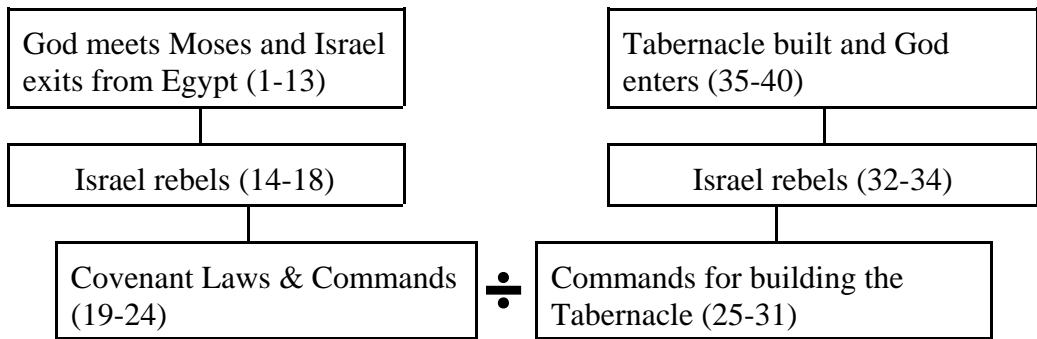 God meets Moses and Israel
exits from Egypt (1-13)
Tabernacle built and God
enters (35-40)
Israel rebels (14-18)
Israel rebels (32-34)
Covenant Laws & Commands
(19-24)
÷
Commands for building the
Tabernacle (25-31)